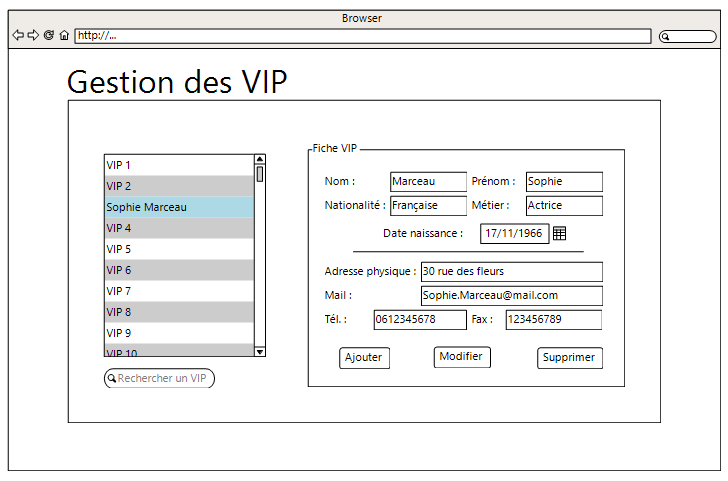 Browser
http://...
Gestion des VIP
VIP 1
VIP 2
Sophie Marceau
VIP 4
VIP 5
VIP 6
VIP 7
VIP 8
VIP 9
VIP 10
Rechercher un VIP
Fiche VIP
Nom : Marceau Prénom : Sophie
Nationalité : Française Métier : Actrice
Date naissance : 17/11/1966
Adresse physique : 30 rue des fleurs
Mail : Sophie.Marceau@mail.com
Tél. : 0612345678 Fax : 123456789
Ajouter Modifier Supprimer